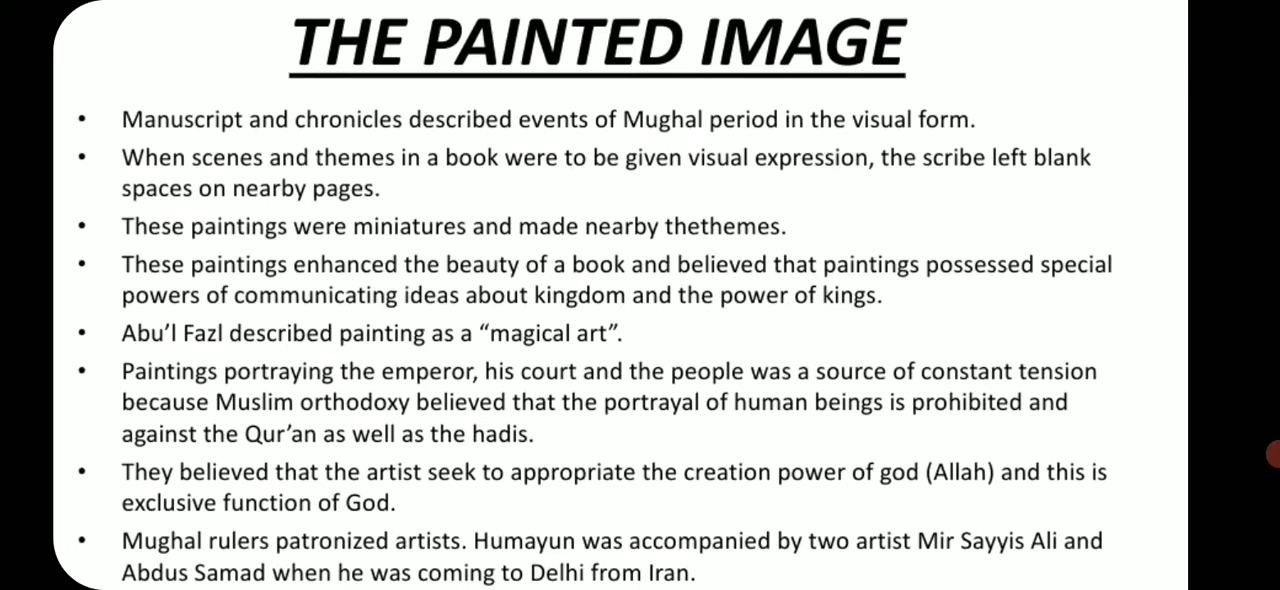 THE PAINTED IMAGE
• Manuscript and chronicles described events of Mughal period in the visual form.
• When scenes and themes in a book were to be given visual expression, the scribe left blank
spaces on nearby pages.
• These paintings were miniatures and made nearby thethemes.
• These paintings enhanced the beauty of a book and believed that paintings possessed special
powers of communicating ideas about kingdom and the power of kings.
• Abu’l Fazl described painting as a “magical art”.
• Paintings portraying the emperor, his court and the people was a source of constant tension
because Muslim orthodoxy believed that the portrayal of human beings is prohibited and
against the Qur’an as well as the hadis.
• They believed that the artist seek to appropriate the creation power of god (Allah) and this is
exclusive function of God.
• Mughal rulers patronized artists. Humayun was accompanied by two artist Mir Sayyis Ali and
Abdus Samad when he was coming to Delhi from Iran.